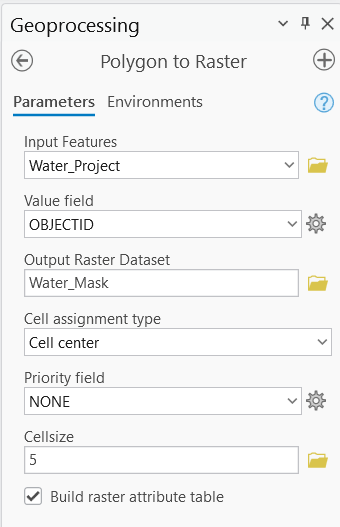 Geoprocessing
Polygon to Raster
Parameters Environments
?
Input Features
Water_Project
Value field
OBJECTID
Output Raster Dataset
Water_Mask
Cell assignment type
Cell center
Priority field
NONE
Cellsize
5
Build raster attribute table